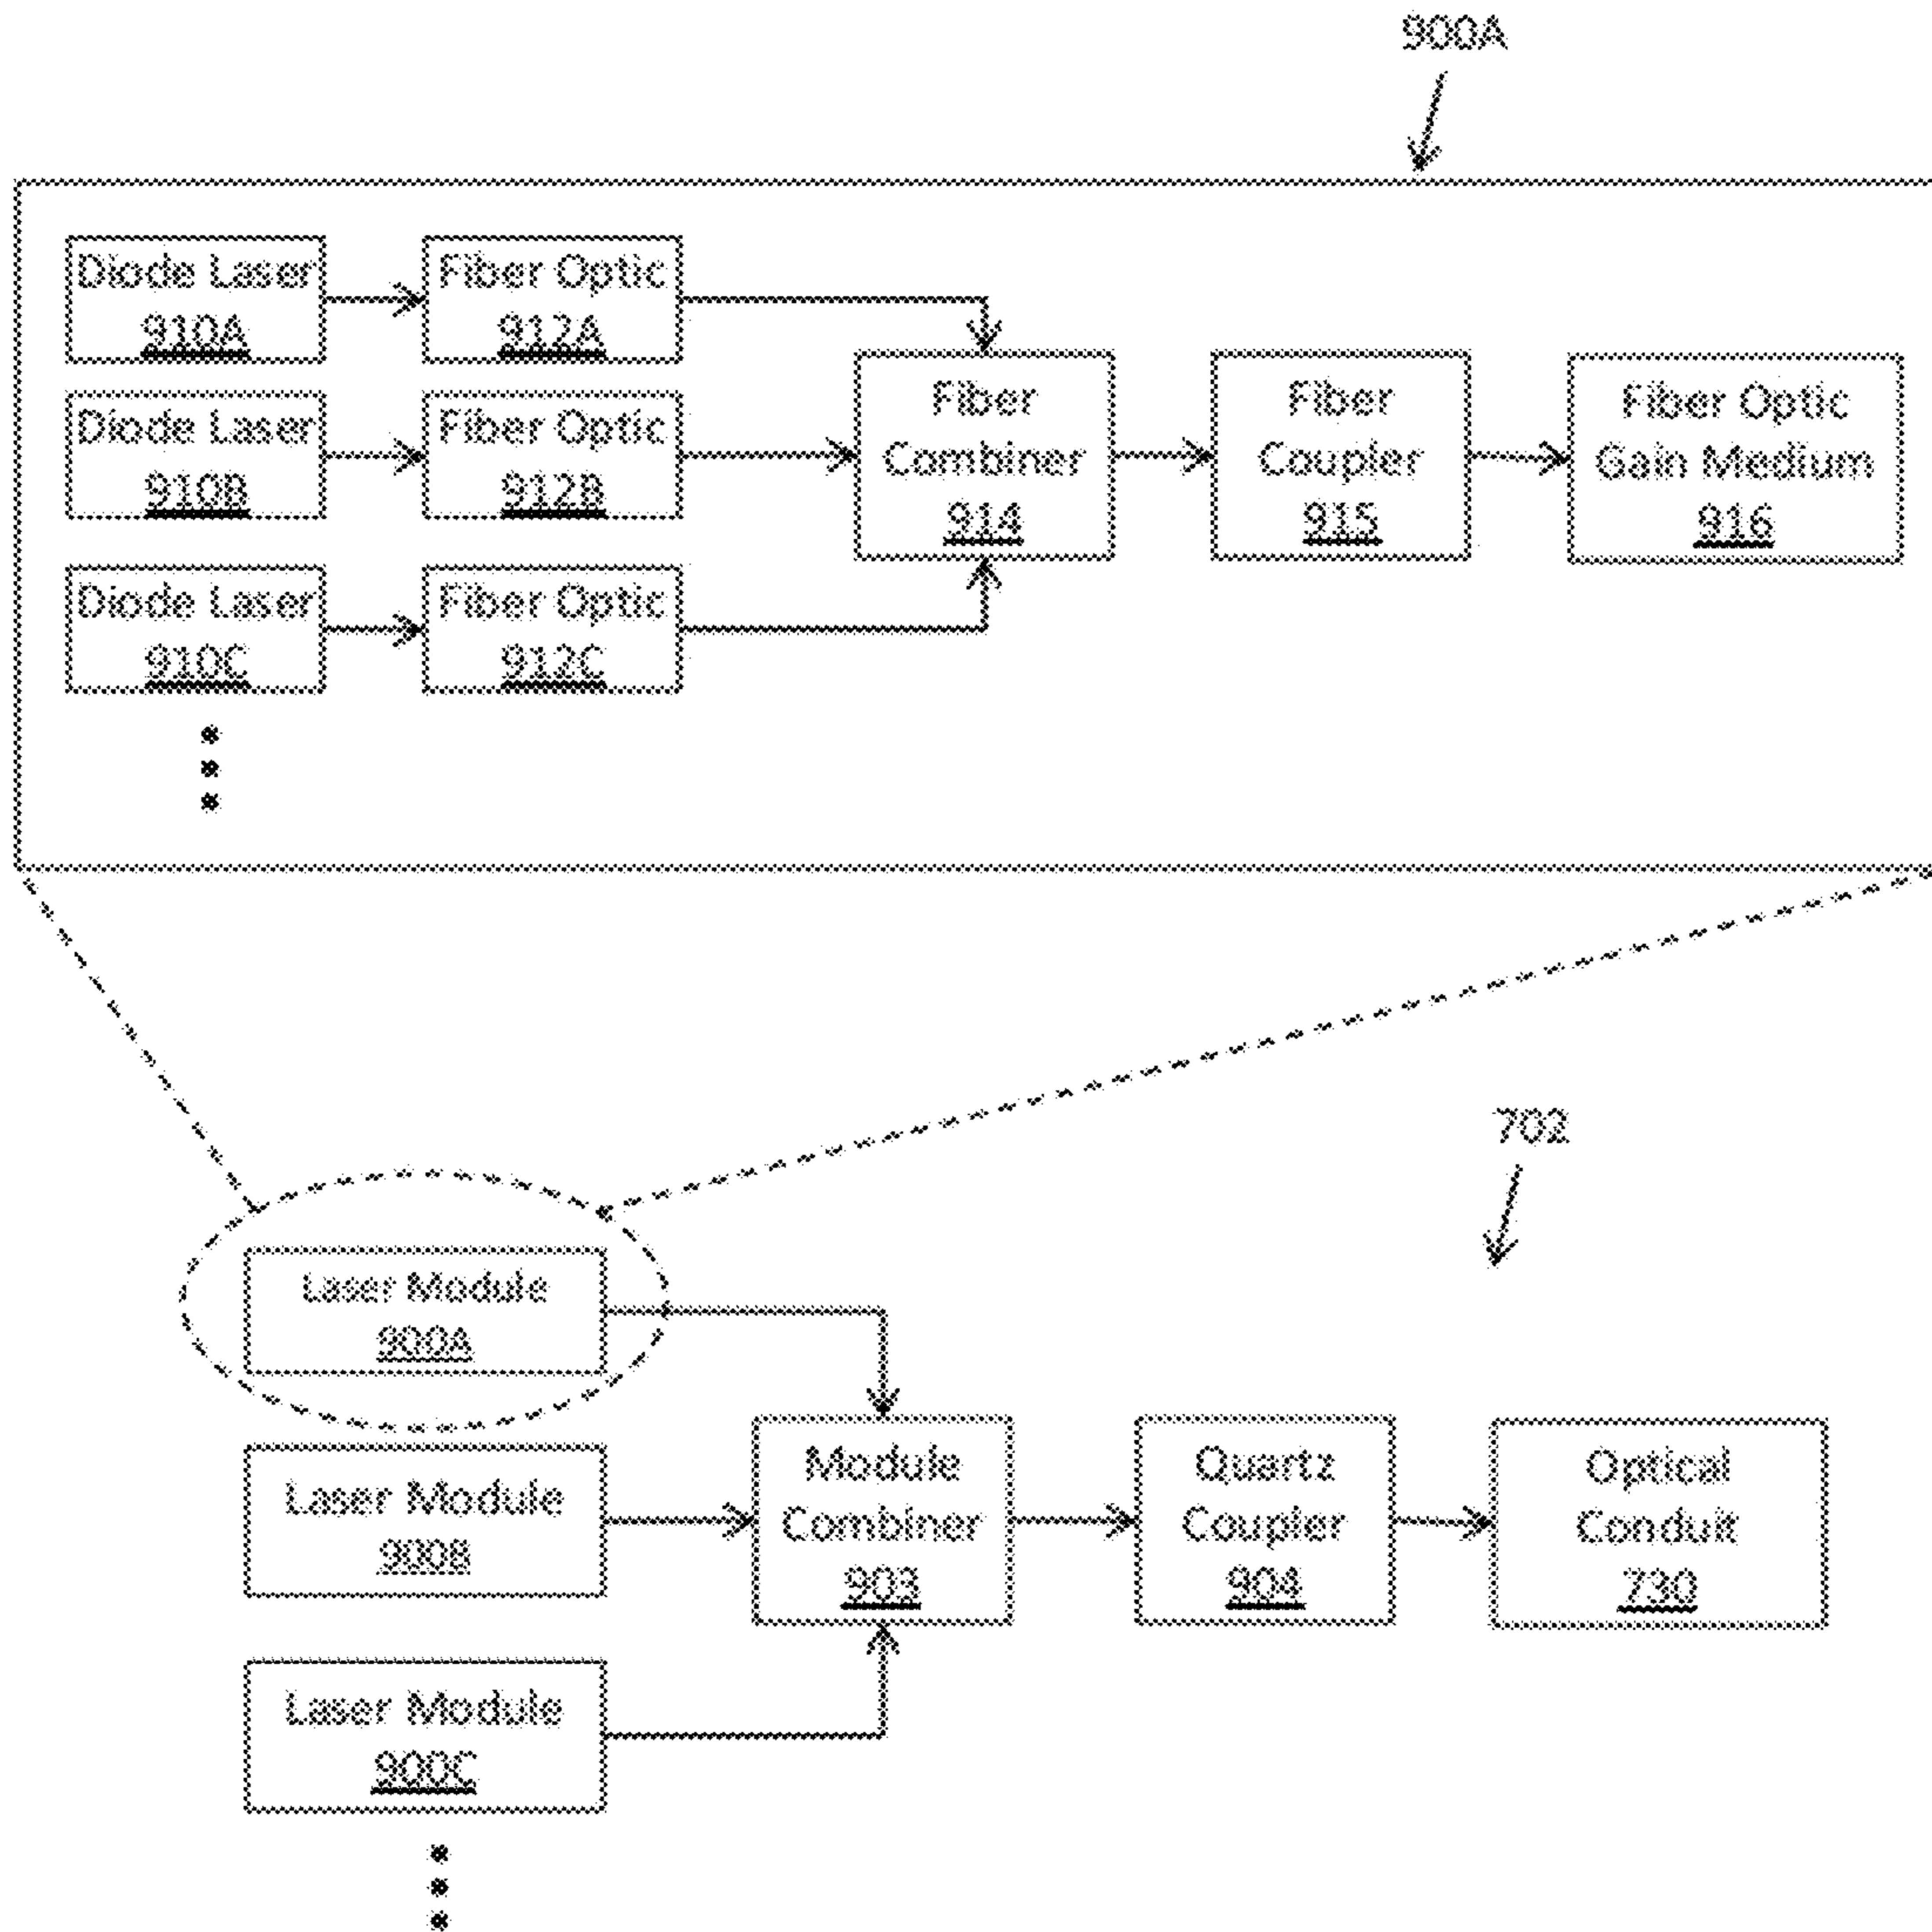 900A
Diode Laser
910A
Fiber Optic
912A
Diode Laser
910B
Fiber Optic
912B
Diode Laser
910C
Fiber Optic
912C
Fiber
Combiner
914
Fiber
Coupler
915
Fiber Optic
Gain Medium
916
702
Laser Module
900A
Laser Module
900B
Laser Module
900C
Module
Combiner
903
Quartz
Coupler
904
Optical
Conduit
730